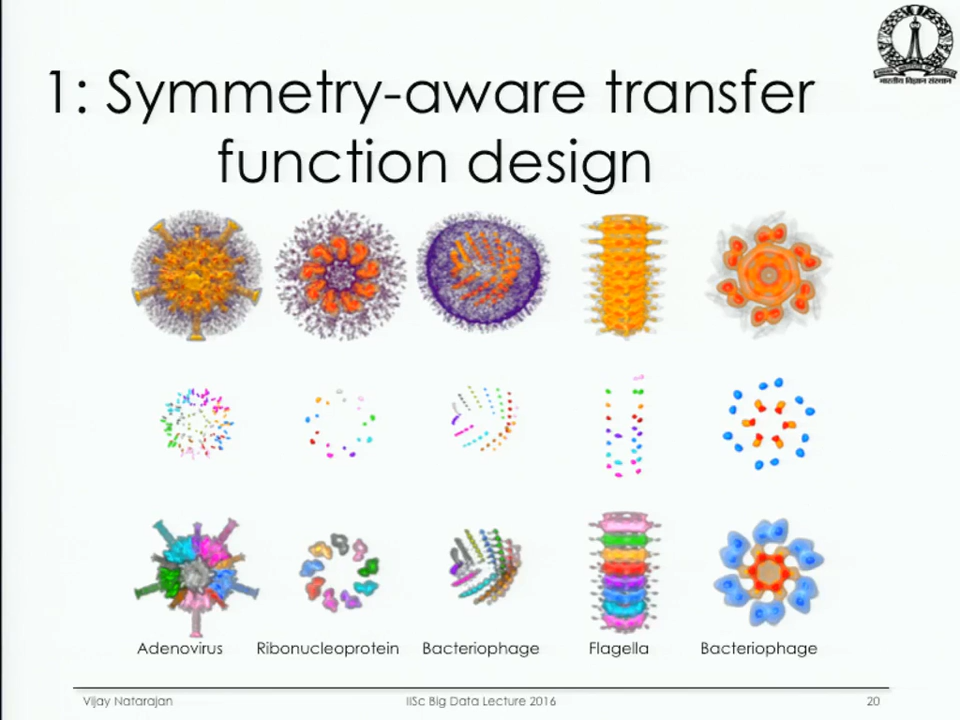 भारतीय विज्ञान संस्थान
1: Symmetry-aware transfer
function design
Adenovirus Ribonucleoprotein Bacteriophage Flagella Bacteriophage
Vijay Natarajan IISc Big Data Lecture 2016 20